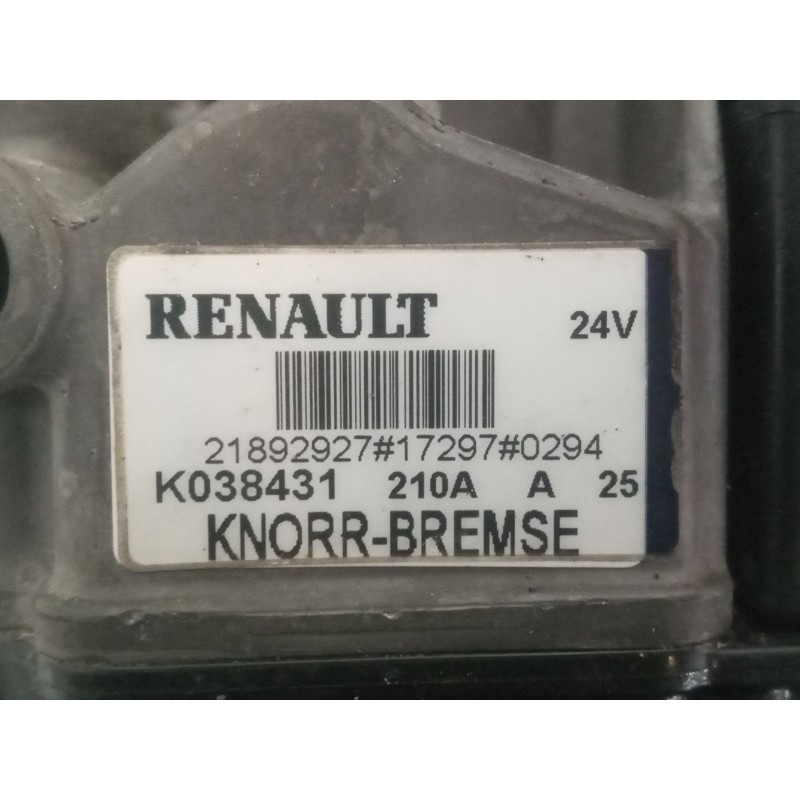 RENAULT 24V
21892927#17297#0294
K038431 210A A 25
KNORR-BREMSE